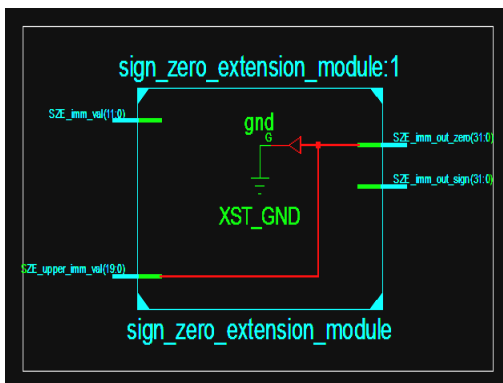 sign_zero_extension_module:1
SZE_imm_val(11:0)
gnd
G
SZE_imm_out_zero(31:0)
SZE_imm_out_sign(31:0)
XST_GND
SZE_upper_imm_val(19:0)
sign_zero_extension_module